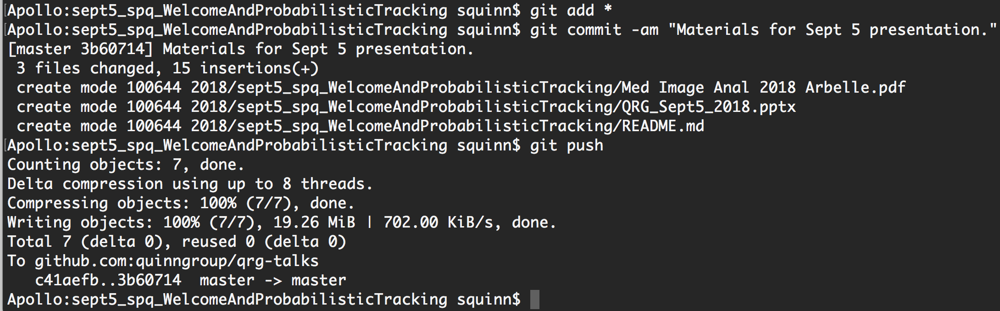 [Apollo:sept5_spq_WelcomeAndProbabilisticTracking squinn$ git add *
[Apollo:sept5_spq_WelcomeAndProbabilisticTracking squinn$ git commit -am "Materials for Sept 5 presentation."
[master 3b60714] Materials for Sept 5 presentation.
 3 files changed, 15 insertions(+)
 create mode 100644 2018/sept5_spq_WelcomeAndProbabilisticTracking/Med Image Anal 2018 Arbelle.pdf
 create mode 100644 2018/sept5_spq_WelcomeAndProbabilisticTracking/QRG_Sept5_2018.pptx
 create mode 100644 2018/sept5_spq_WelcomeAndProbabilisticTracking/README.md
[Apollo:sept5_spq_WelcomeAndProbabilisticTracking squinn$ git push
Counting objects: 7, done.
Delta compression using up to 8 threads.
Compressing objects: 100% (7/7), done.
Writing objects: 100% (7/7), 19.26 MiB | 702.00 KiB/s, done.
Total 7 (delta 0), reused 0 (delta 0)
To github.com:quinngroup/qrg-talks
   c41aefb..3b60714  master -> master
Apollo:sept5_spq_WelcomeAndProbabilisticTracking squinn$